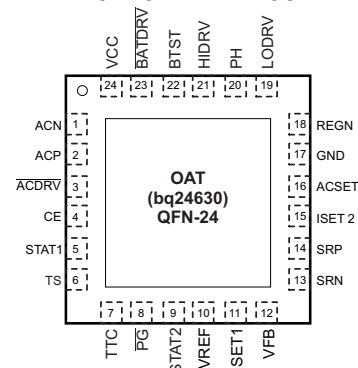 VCC
BATDRV
BTST
HIDRV
PH
LODRV
24 23 22 21 20 19
ACN 1
ACP 2
ACDRV 3
CE 4
STAT1 5
TS 6
OAT
(bq24630)
QFN-24
18 REGN
17 GND
16 ACSET
15 ISET 2
14 SRP
13 SRN
7 8 9 10 11 12
TTC
PG
STAT2
VREF
SET1
VFB